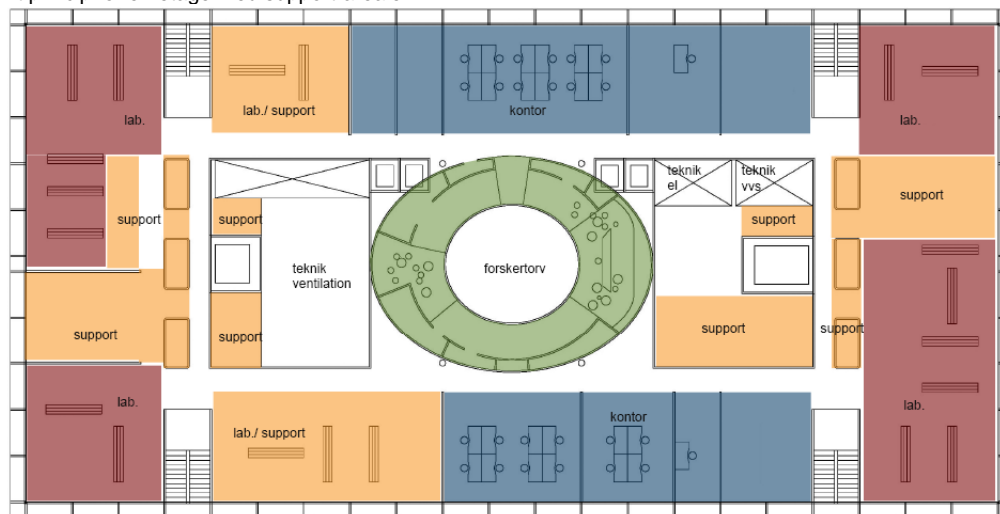 lab./ support
kontor
lab.
lab.
teknik
el
teknik
vvs
support
support
support
support
forskertorv
teknik
ventilation
support
support
support
support
lab.
kontor
lab.
lab./ support